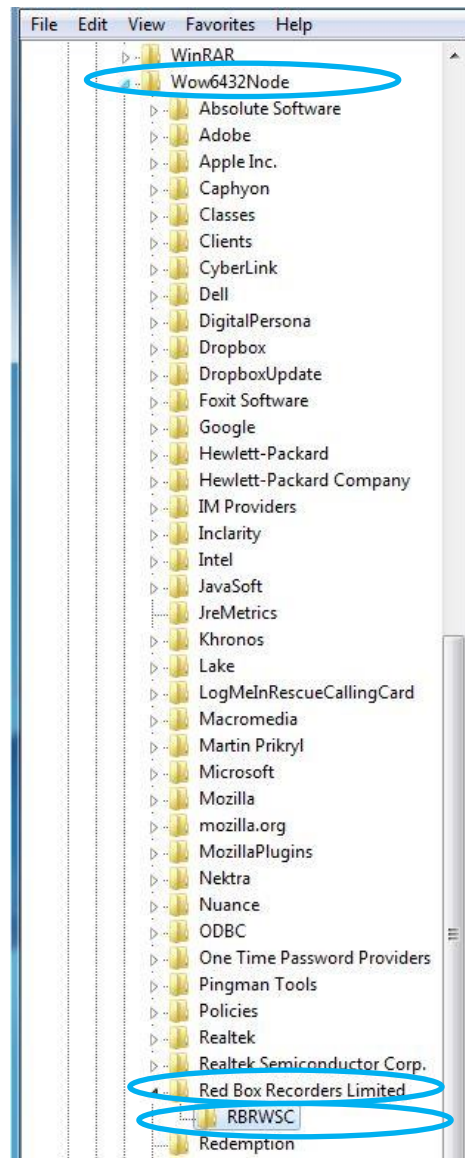 File Edit View Favorites Help
WinRAR
Wow6432Node
Absolute Software
Adobe
Apple Inc.
Caphyon
Classes
Clients
CyberLink
Dell
DigitalPersona
Dropbox
DropboxUpdate
Foxit Software
Google
Hewlett-Packard
Hewlett-Packard Company
IM Providers
Inclarity
Intel
JavaSoft
JreMetrics
Khronos
Lake
LogMeInRescueCallingCard
Macromedia
Martin Prikryl
Microsoft
Mozilla
mozilla.org
MozillaPlugins
Nektra
Nuance
ODBC
One Time Password Providers
Pingman Tools
Policies
Realtek
Realtek Semiconductor Corp.
Red Box Recorders Limited
RBRWSC
Redemption